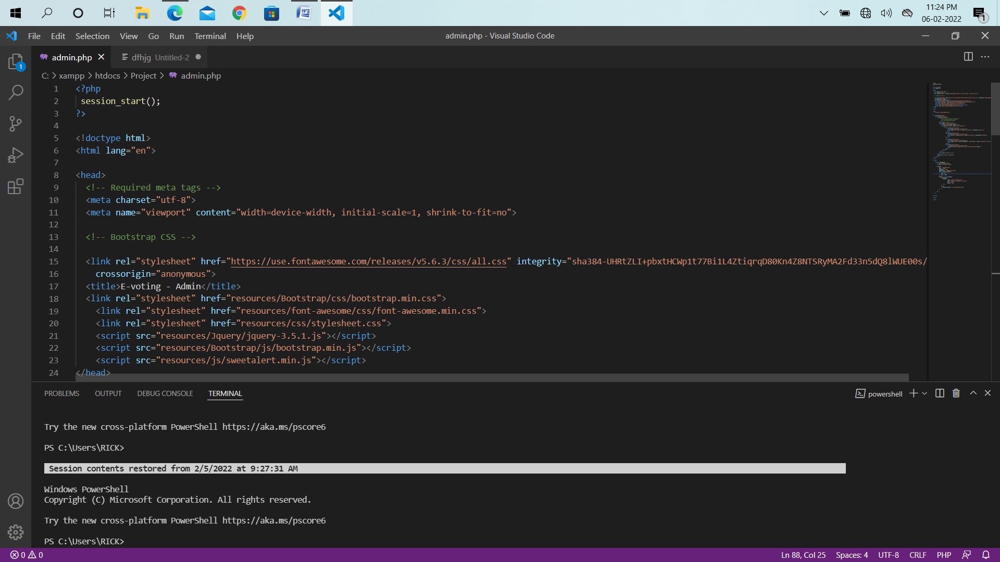 11:24 PM
06-02-2022
1
File Edit Selection View Go Run Terminal Help
admin.php - Visual Studio Code
1
admin.php
dfhjg Untitled-2
C: > xampp > htdocs > Project > admin.php
1 <?php
2 session_start();
3 ?>
4
5 <!doctype html>
6 <html lang="en">
7
8 <head>
9 <!-- Required meta tags -->
10 <meta charset="utf-8">
11 <meta name="viewport" content="width=device-width, initial-scale=1, shrink-to-fit=no">
12
13 <!-- Bootstrap CSS -->
14
15 <link rel="stylesheet" href="https://use.fontawesome.com/releases/v5.6.3/css/all.css" integrity="sha384-UHRtZLI+pbxtHCWp1t77Bi1L4ZtiqrqD80Kn4Z8NTSRyMA2Fd33n5dQ8lWUE00s/
16 crossorigin="anonymous">
17 <title>E-voting - Admin</title>
18 <link rel="stylesheet" href="resources/Bootstrap/css/bootstrap.min.css">
19 <link rel="stylesheet" href="resources/font-awesome/css/font-awesome.min.css">
20 <link rel="stylesheet" href="resources/css/stylesheet.css">
21 <script src="resources/Jquery/jquery-3.5.1.js"></script>
22 <script src="resources/Bootstrap/js/bootstrap.min.js"></script>
23 <script src="resources/js/sweetalert.min.js"></script>
24 </head>
PROBLEMS OUTPUT DEBUG CONSOLE TERMINAL
powershell
Try the new cross-platform PowerShell https://aka.ms/pscore6
PS C:\Users\RICK>
Session contents restored from 2/5/2022 at 9:27:31 AM
Windows PowerShell
Copyright (C) Microsoft Corporation. All rights reserved.
Try the new cross-platform PowerShell https://aka.ms/pscore6
PS C:\Users\RICK>
0 0
Ln 88, Col 25 Spaces: 4 UTF-8 CRLF PHP